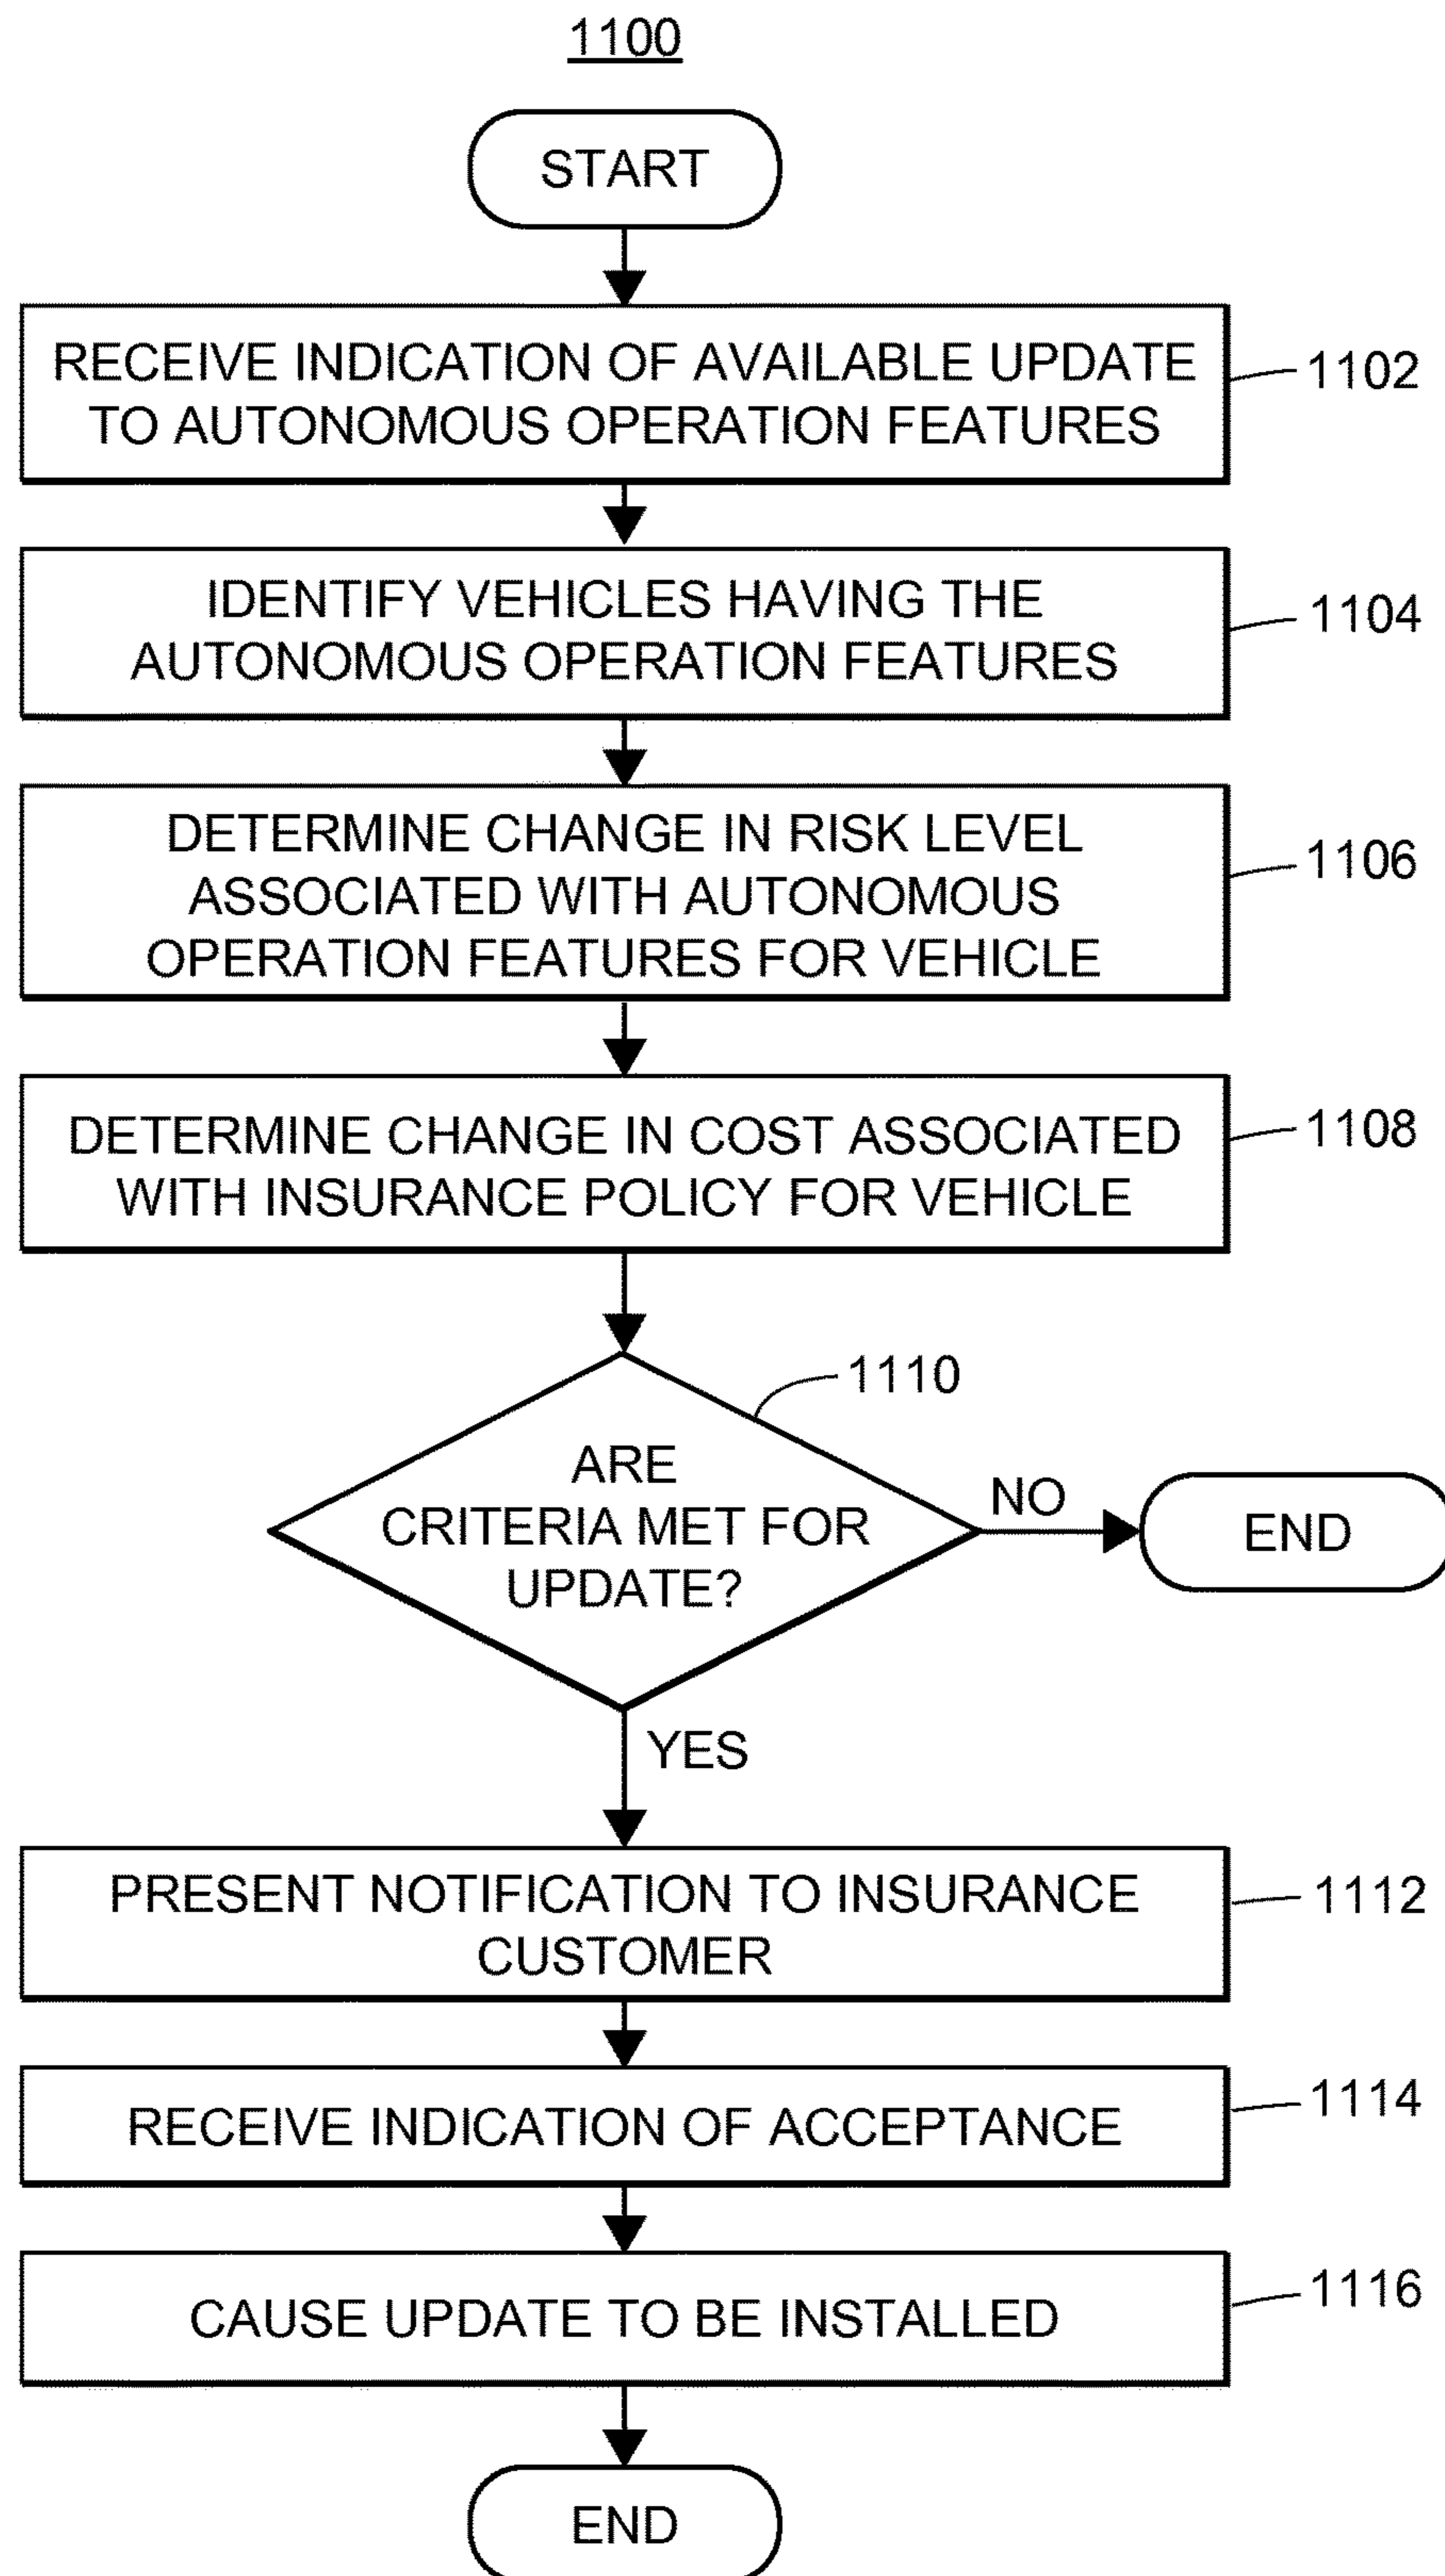 1100
START
RECEIVE INDICATION OF AVAILABLE UPDATE
TO AUTONOMOUS OPERATION FEATURES
1102
IDENTIFY VEHICLES HAVING THE
AUTONOMOUS OPERATION FEATURES
1104
DETERMINE CHANGE IN RISK LEVEL
ASSOCIATED WITH AUTONOMOUS
OPERATION FEATURES FOR VEHICLE
1106
DETERMINE CHANGE IN COST ASSOCIATED
WITH INSURANCE POLICY FOR VEHICLE
1108
1110
ARE
CRITERIA MET FOR
UPDATE?
NO
END
YES
PRESENT NOTIFICATION TO INSURANCE
CUSTOMER
1112
RECEIVE INDICATION OF ACCEPTANCE
1114
CAUSE UPDATE TO BE INSTALLED
1116
END